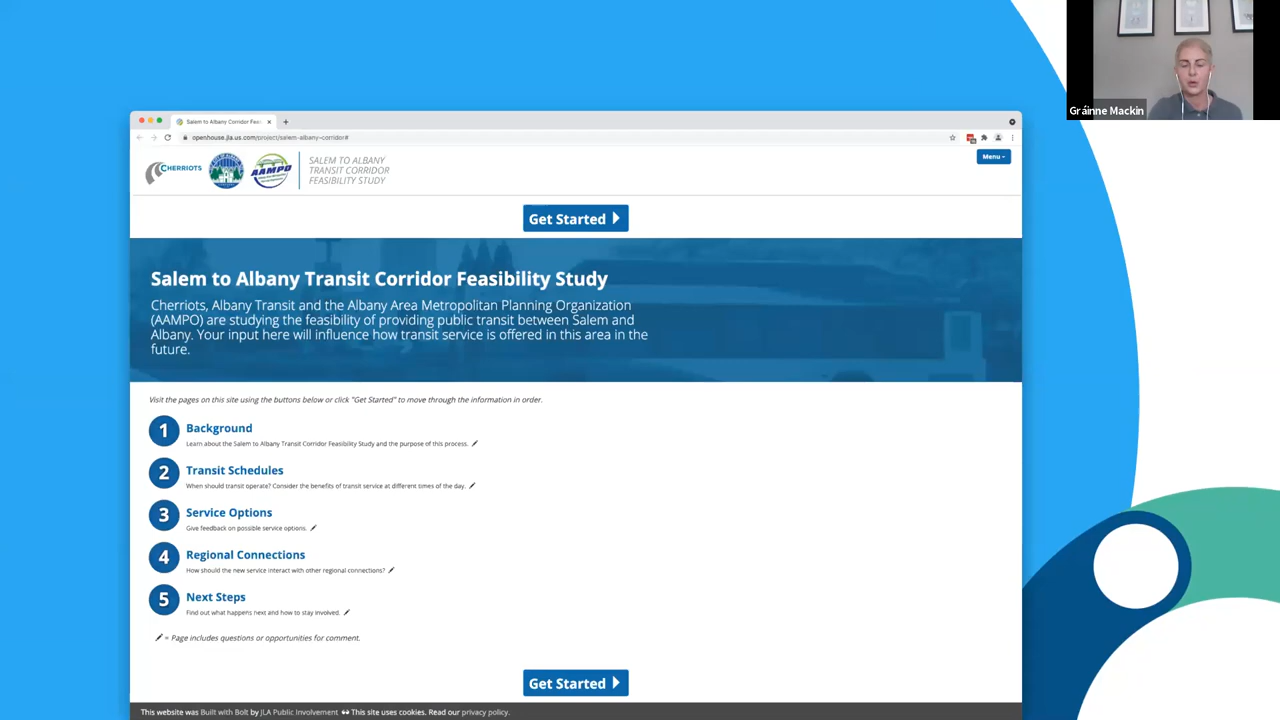 Gráinne Mackin
Salem to Albany Corridor Feas
openhouse.jla.us.com/project/salem-albany-corridor#
CHERRIOTS
AAMPO
SALEM TO ALBANY
TRANSIT CORRIDOR
FEASIBILITY STUDY
Menu
Get Started
Salem to Albany Transit Corridor Feasibility Study
Cherriots, Albany Transit and the Albany Area Metropolitan Planning Organization
(AAMPO) are studying the feasibility of providing public transit between Salem and
Albany. Your input here will influence how transit service is offered in this area in the
future.
Visit the pages on this site using the buttons below or click "Get Started" to move through the information in order.
1 Background
Learn about the Salem to Albany Transit Corridor Feasibility Study and the purpose of this process.
2 Transit Schedules
When should transit operate? Consider the benefits of transit service at different times of the day.
3 Service Options
Give feedback on possible service options.
4 Regional Connections
How should the new service interact with other regional connections?
5 Next Steps
Find out what happens next and how to stay involved.
= Page includes questions or opportunities for comment.
Get Started
This website was Built with Bolt by JLA Public Involvement This site uses cookies. Read our privacy policy.